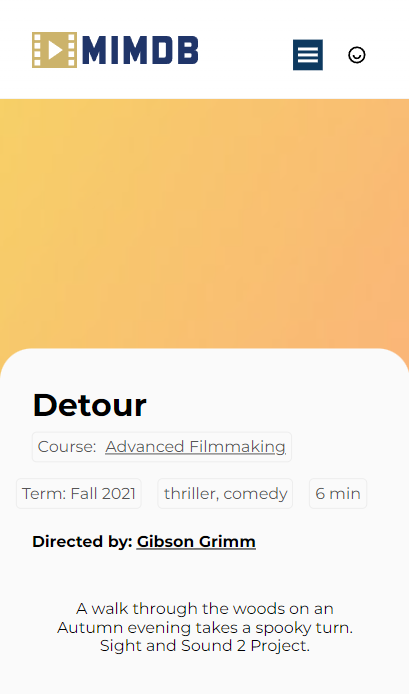 MIMDB
Detour
Course: Advanced Filmmaking
Term: Fall 2021 thriller, comedy 6 min
Directed by: Gibson Grimm
A walk through the woods on an
Autumn evening takes a spooky turn.
Sight and Sound 2 Project.